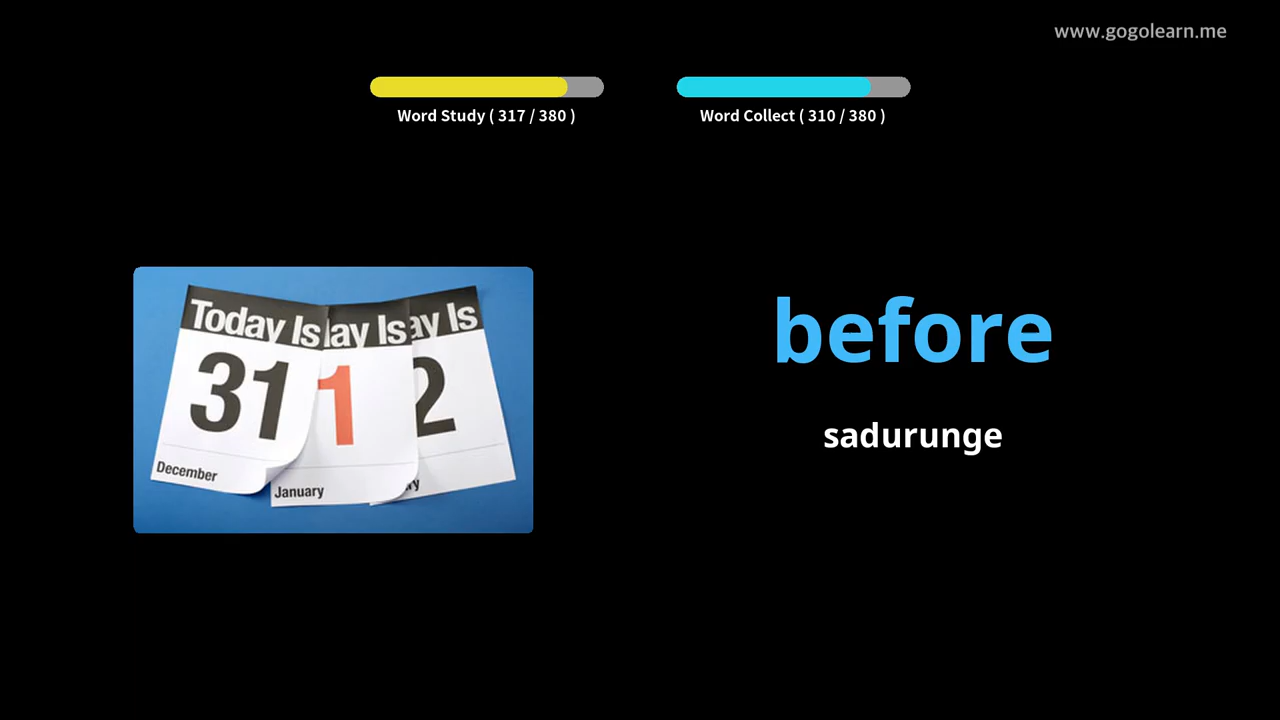 www.gogolearn.me
Word Study ( 317 / 380 )
Word Collect ( 310 / 380 )
Today Is
31
December
ay Is
1
January
ay Is
2
ry
before
sadurunge